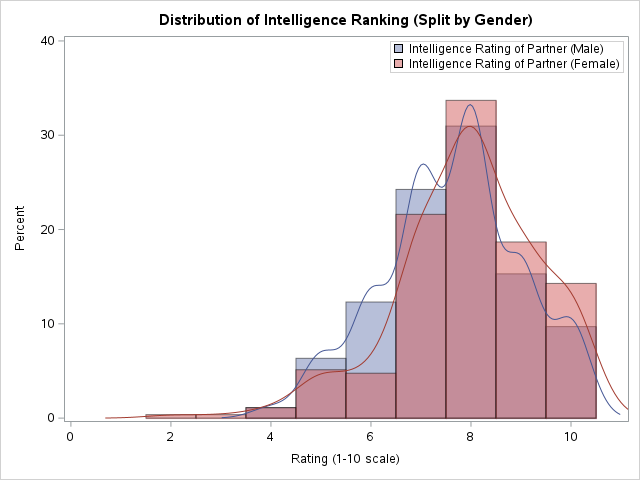 Distribution of Intelligence Ranking (Split by Gender)
Intelligence Rating of Partner (Male)
Intelligence Rating of Partner (Female)
40
30
20
10
0
Percent
0 2 4 6 8 10
Rating (1-10 scale)